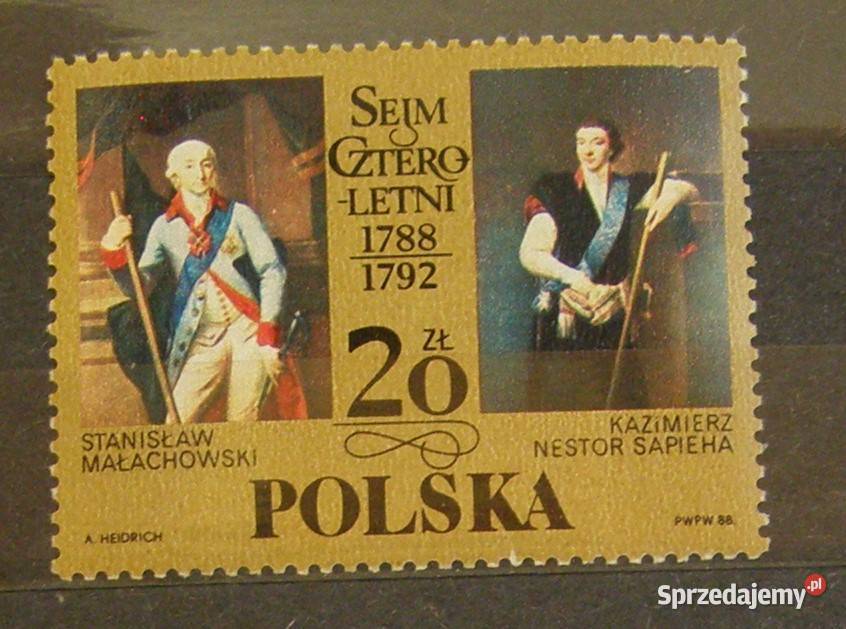 SEJM
CZTERO-
-LETNI
1788
1792
20 ZŁ
STANISŁAW
MAŁACHOWSKI
KAZIMIERZ
NESTOR SAPIEHA
POLSKA
A. HEIDRICH
PWPW 88.
Sprzedajemy.pl